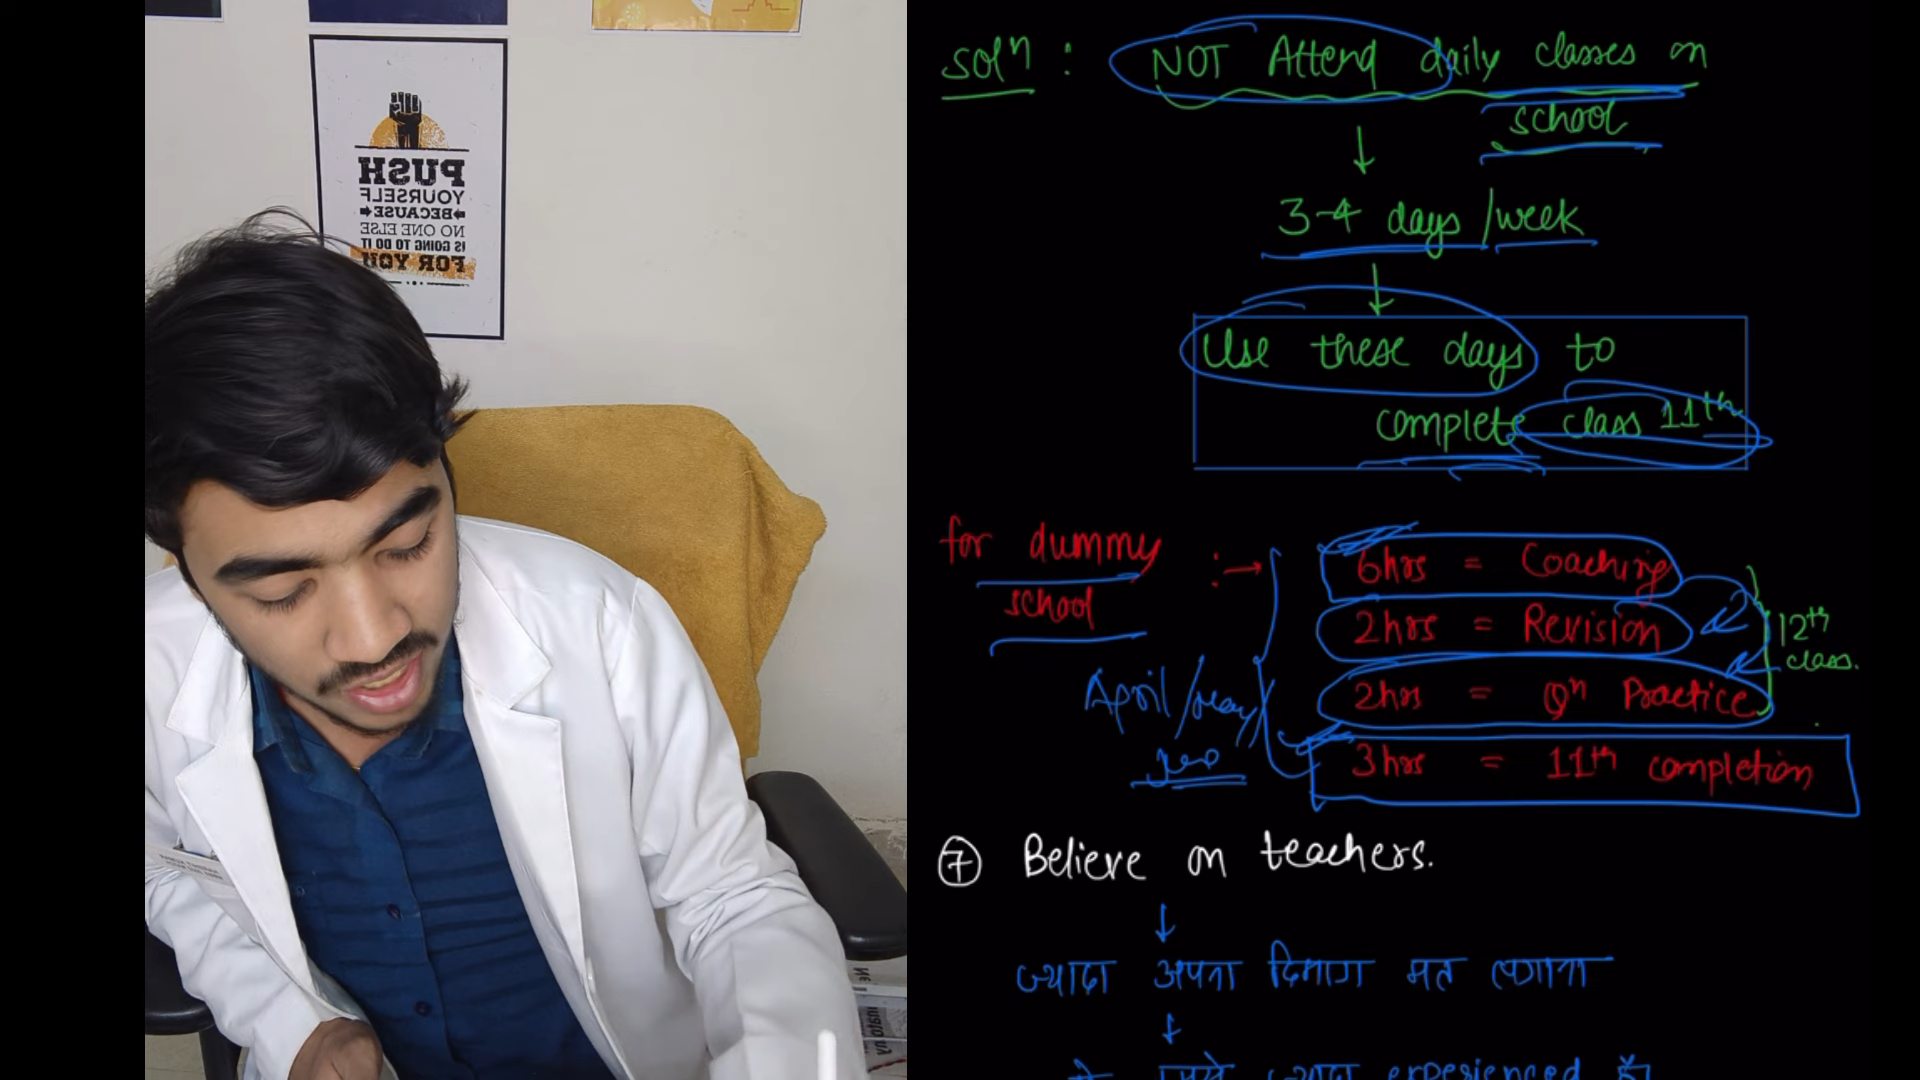 PUSH
YOURSELF
BECAUSE
NO ONE ELSE
IS GOING TO DO IT
FOR YOU
solⁿ : NOT Attend daily classes on
school
↓
3-4 days /week
↓
Use these days to
complete class 11th
for dummy
school
:→
6hrs = Coaching
2hrs = Revision
2hrs = Qⁿ Practice
3hrs = 11th completion
12th
class.
April/may/
⑦ Believe on teachers.
↓
ज्यादा अपना दिमाग मत लगाना
↓
ज्यादा experienced हैं।